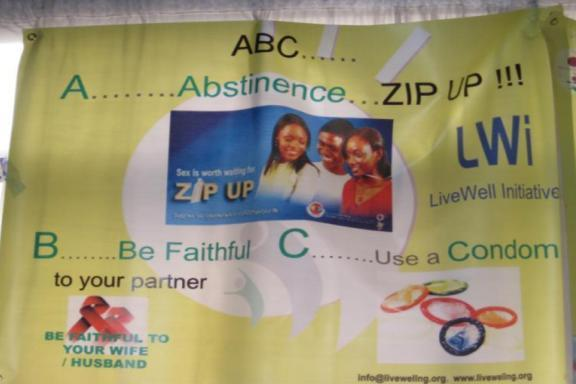 ABC......
A........Abstinence...ZIP UP !!!
Sex is worth waiting for
ZIP UP
LWi
LiveWell Initiative
B........Be Faithful
to your partner
C........Use a Condom
BE FAITHFUL TO
YOUR WIFE
/ HUSBAND
info@liveweling.org www.liveweling.org